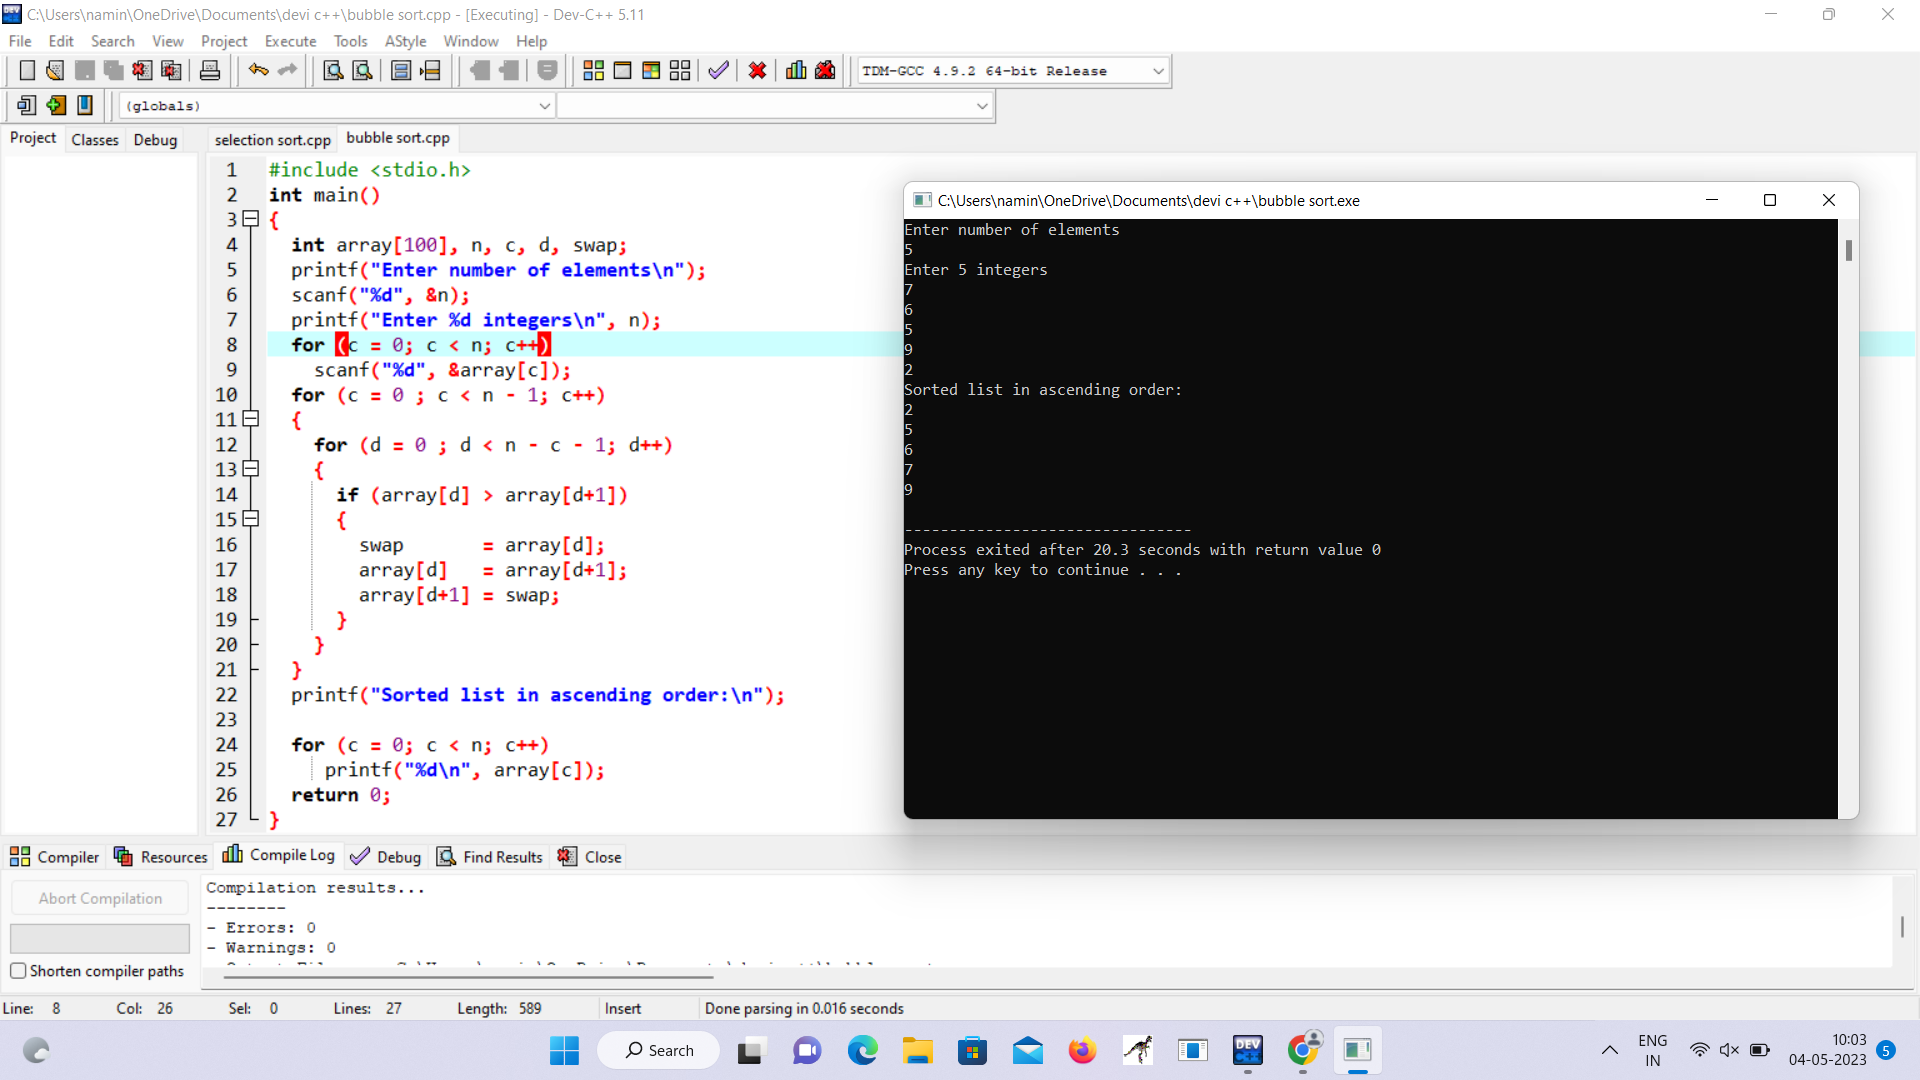 C:\Users\namin\OneDrive\Documents\devi c++\bubble sort.cpp - [Executing] - Dev-C++ 5.11
File Edit Search View Project Execute Tools AStyle Window Help
TDM-GCC 4.9.2 64-bit Release
(globals)
Project Classes Debug selection sort.cpp bubble sort.cpp
1 #include <stdio.h>
2 int main()
3 {
4 int array[100], n, c, d, swap;
5 printf("Enter number of elements\n");
6 scanf("%d", &n);
7 printf("Enter %d integers\n", n);
8 for (c = 0; c < n; c++)
9 scanf("%d", &array[c]);
10 for (c = 0 ; c < n - 1; c++)
11 {
12 for (d = 0 ; d < n - c - 1; d++)
13 {
14 if (array[d] > array[d+1])
15 {
16 swap = array[d];
17 array[d] = array[d+1];
18 array[d+1] = swap;
19 }
20 }
21 }
22 printf("Sorted list in ascending order:\n");
23
24 for (c = 0; c < n; c++)
25 printf("%d\n", array[c]);
26 return 0;
27 }
C:\Users\namin\OneDrive\Documents\devi c++\bubble sort.exe
Enter number of elements
5
Enter 5 integers
7
6
5
9
2
Sorted list in ascending order:
2
5
6
7
9
--------------------------------
Process exited after 20.3 seconds with return value 0
Press any key to continue . . .
Compiler Resources Compile Log Debug Find Results Close
Abort Compilation
Shorten compiler paths
Compilation results...
--------
- Errors: 0
- Warnings: 0
Line: 8 Col: 26 Sel: 0 Lines: 27 Length: 589 Insert Done parsing in 0.016 seconds
Search
DEV
C++
ENG
IN
10:03
04-05-2023
5